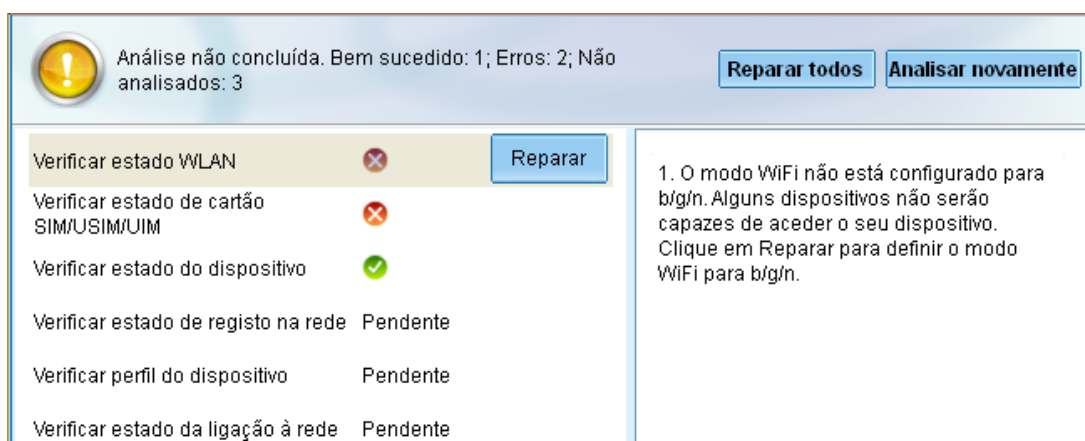 Análise não concluída. Bem sucedido: 1; Erros: 2; Não
analisados: 3
Reparar todos
Analisar novamente
Verificar estado WLAN
Reparar
Verificar estado de cartão
SIM/USIM/UIM
Verificar estado do dispositivo
Verificar estado de registo na rede Pendente
Verificar perfil do dispositivo Pendente
Verificar estado da ligação à rede Pendente
1. O modo WiFi não está configurado para
b/g/n. Alguns dispositivos não serão
capazes de aceder o seu dispositivo.
Clique em Reparar para definir o modo
WiFi para b/g/n.